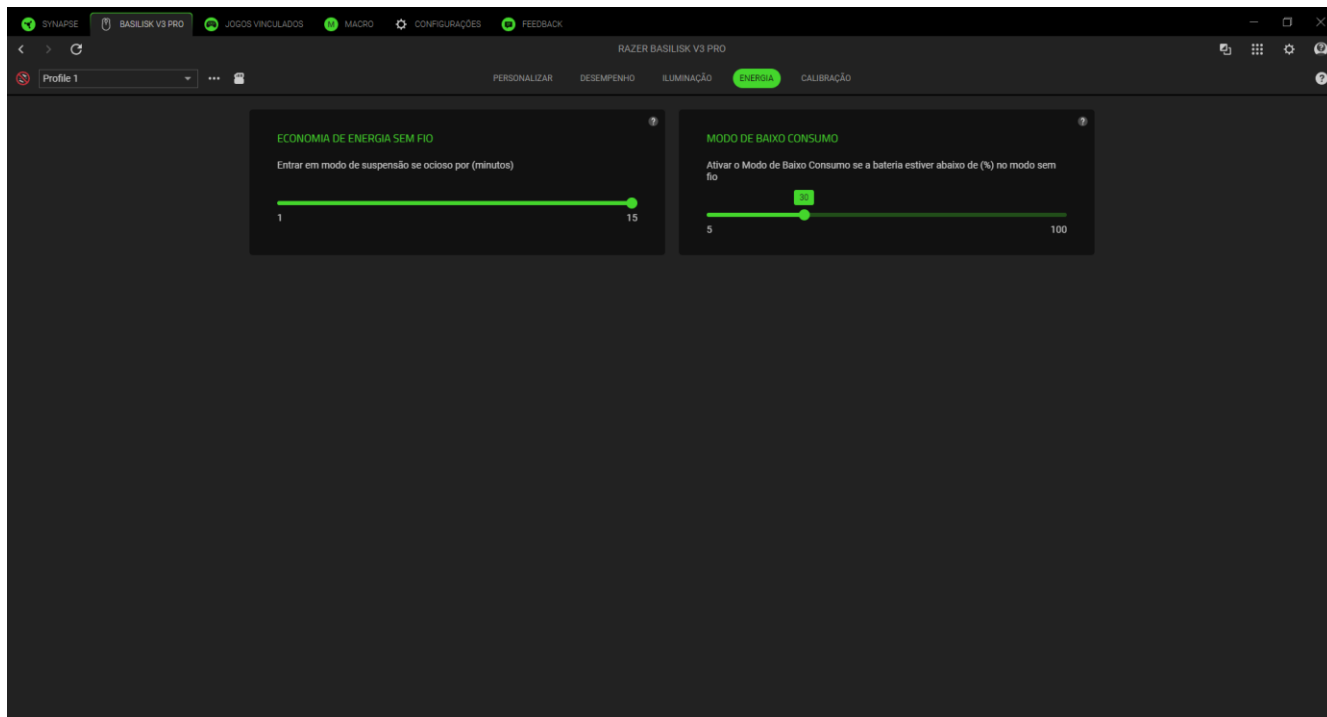 SYNAPSE
BASILISK V3 PRO
JOGOS VINCULADOS
M
MACRO
CONFIGURAÇÕES
FEEDBACK
RAZER BASILISK V3 PRO
Profile 1
PERSONALIZAR
DESEMPENHO
ILUMINAÇÃO
ENERGIA
CALIBRAÇÃO
?
?
ECONOMIA DE ENERGIA SEM FIO
Entrar em modo de suspensão se ocioso por (minutos)
1
15
?
MODO DE BAIXO CONSUMO
Ativar o Modo de Baixo Consumo se a bateria estiver abaixo de (%) no modo sem
fio
30
5
100